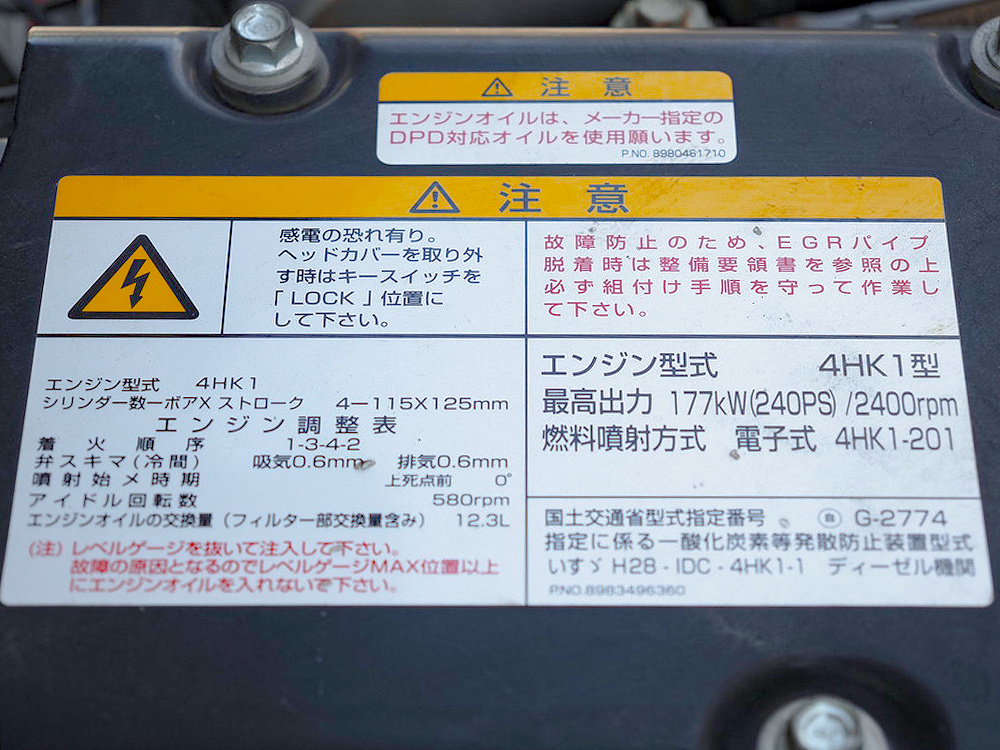 ⚠ 注意
エンジンオイルは、メーカー指定の
DPD対応オイルを使用願います。
P.NO. 8980461710
⚠ 注意
感電の恐れ有り。
ヘッドカバーを取り外
す時はキースイッチを
「LOCK」位置に
して下さい。
故障防止のため、EGRパイプ
脱着時は整備要領書を参照の上
必ず組付け手順を守って作業し
て下さい。
エンジン型式 4HK1
シリンダー数ーボアX ストローク 4ー115X125mm
エンジン調整表
着火順序 1-3-4-2
弁スキマ(冷間) 吸気0.6mm 排気0.6mm
噴射始メ時期 上死点前 0°
アイドル回転数 580rpm
エンジンオイルの交換量(フィルター部交換量含み) 12.3L
(注) レベルゲージを抜いて注入して下さい。
故障の原因となるのでレベルゲージMAX位置以上
にエンジンオイルを入れないで下さい。
エンジン型式 4HK1型
最高出力 177kW(240PS)/2400rpm
燃料噴射方式 電子式 4HK1-201
国土交通省型式指定番号 ㊐ G-2774
指定に係る一酸化炭素等発散防止装置型式
いすゞ H28-IDC-4HK1-1 ディーゼル機関
P.NO.8983496360